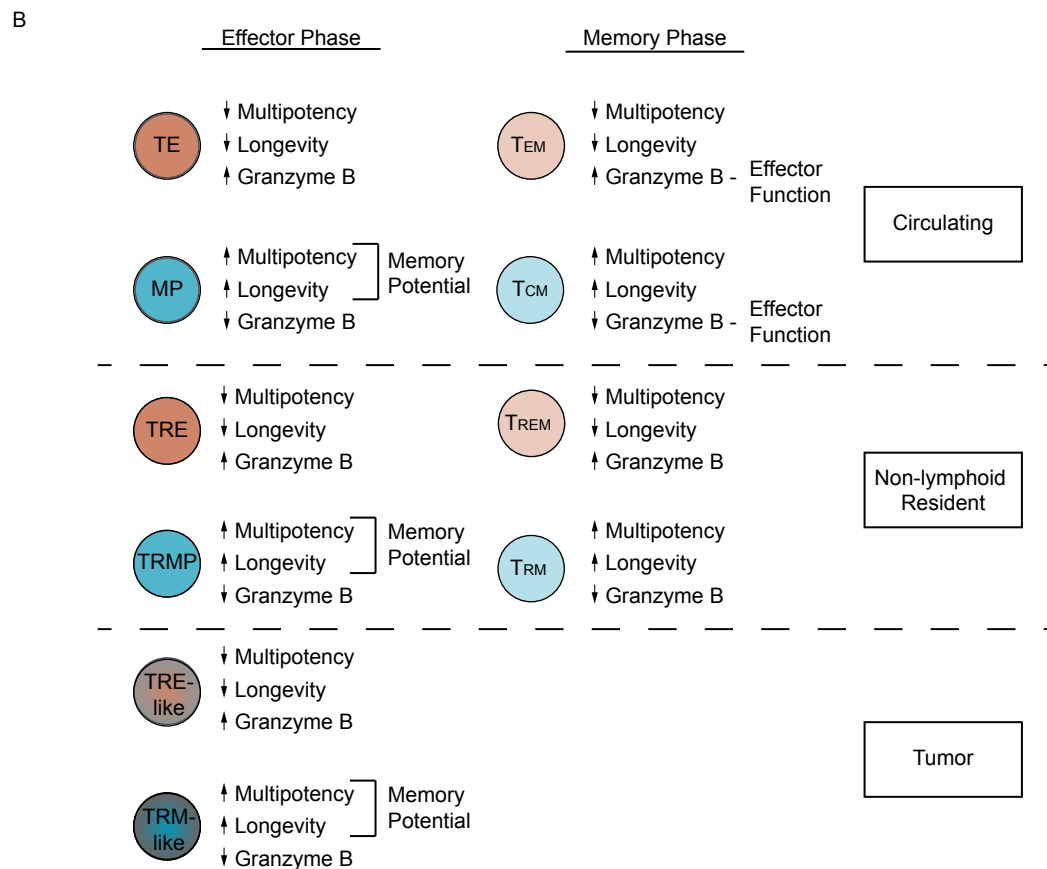 B
Effector Phase
Memory Phase
TE
↓ Multipotency
↓ Longevity
↑ Granzyme B
TEM
↓ Multipotency
↓ Longevity
↑ Granzyme B - Effector
Function
Circulating
MP
↑ Multipotency
↑ Longevity
↓ Granzyme B
Memory
Potential
TCM
↑ Multipotency
↑ Longevity
↓ Granzyme B - Effector
Function
TRE
↓ Multipotency
↓ Longevity
↑ Granzyme B
TREM
↓ Multipotency
↓ Longevity
↑ Granzyme B
Non-lymphoid
Resident
TRMP
↑ Multipotency
↑ Longevity
↓ Granzyme B
Memory
Potential
TRM
↑ Multipotency
↑ Longevity
↓ Granzyme B
TRE-
like
↓ Multipotency
↓ Longevity
↑ Granzyme B
Tumor
TRM-
like
↑ Multipotency
↑ Longevity
↓ Granzyme B
Memory
Potential